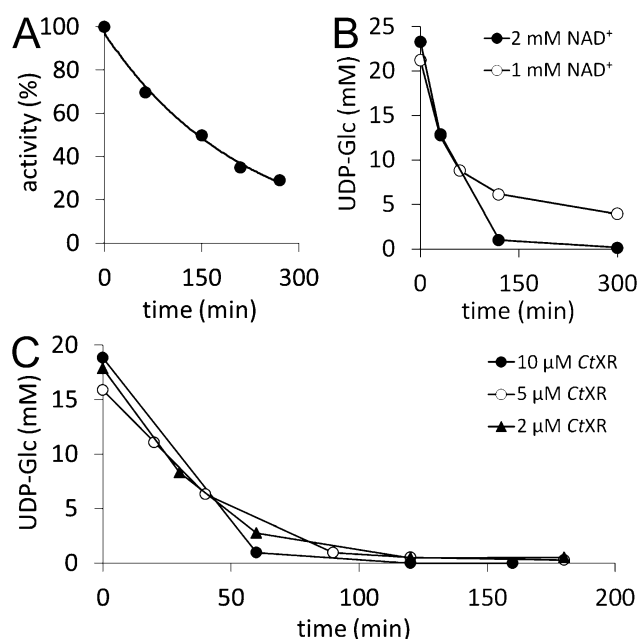 A
activity (%)
100
80
60
40
20
0
0 150 300
time (min)
B
UDP-Glc (mM)
25
20
15
10
5
0
0 150 300
time (min)
2 mM NAD⁺
1 mM NAD⁺
C
UDP-Glc (mM)
20
15
10
5
0
0 50 100 150 200
time (min)
10 µM CtXR
5 µM CtXR
2 µM CtXR